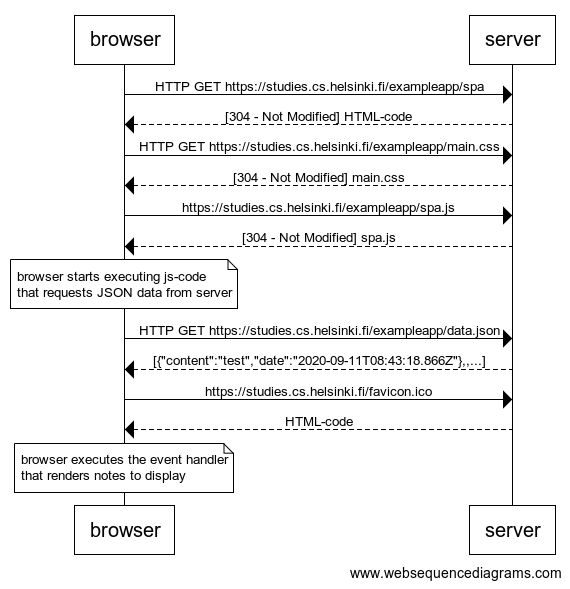 browser
server
HTTP GET https://studies.cs.helsinki.fi/exampleapp/spa
[304 - Not Modified] HTML-code
HTTP GET https://studies.cs.helsinki.fi/exampleapp/main.css
[304 - Not Modified] main.css
https://studies.cs.helsinki.fi/exampleapp/spa.js
[304 - Not Modified] spa.js
browser starts executing js-code
that requests JSON data from server
HTTP GET https://studies.cs.helsinki.fi/exampleapp/data.json
[{"content":"test","date":"2020-09-11T08:43:18.866Z"},,...]
https://studies.cs.helsinki.fi/favicon.ico
HTML-code
browser executes the event handler
that renders notes to display
browser
server
www.websequencediagrams.com